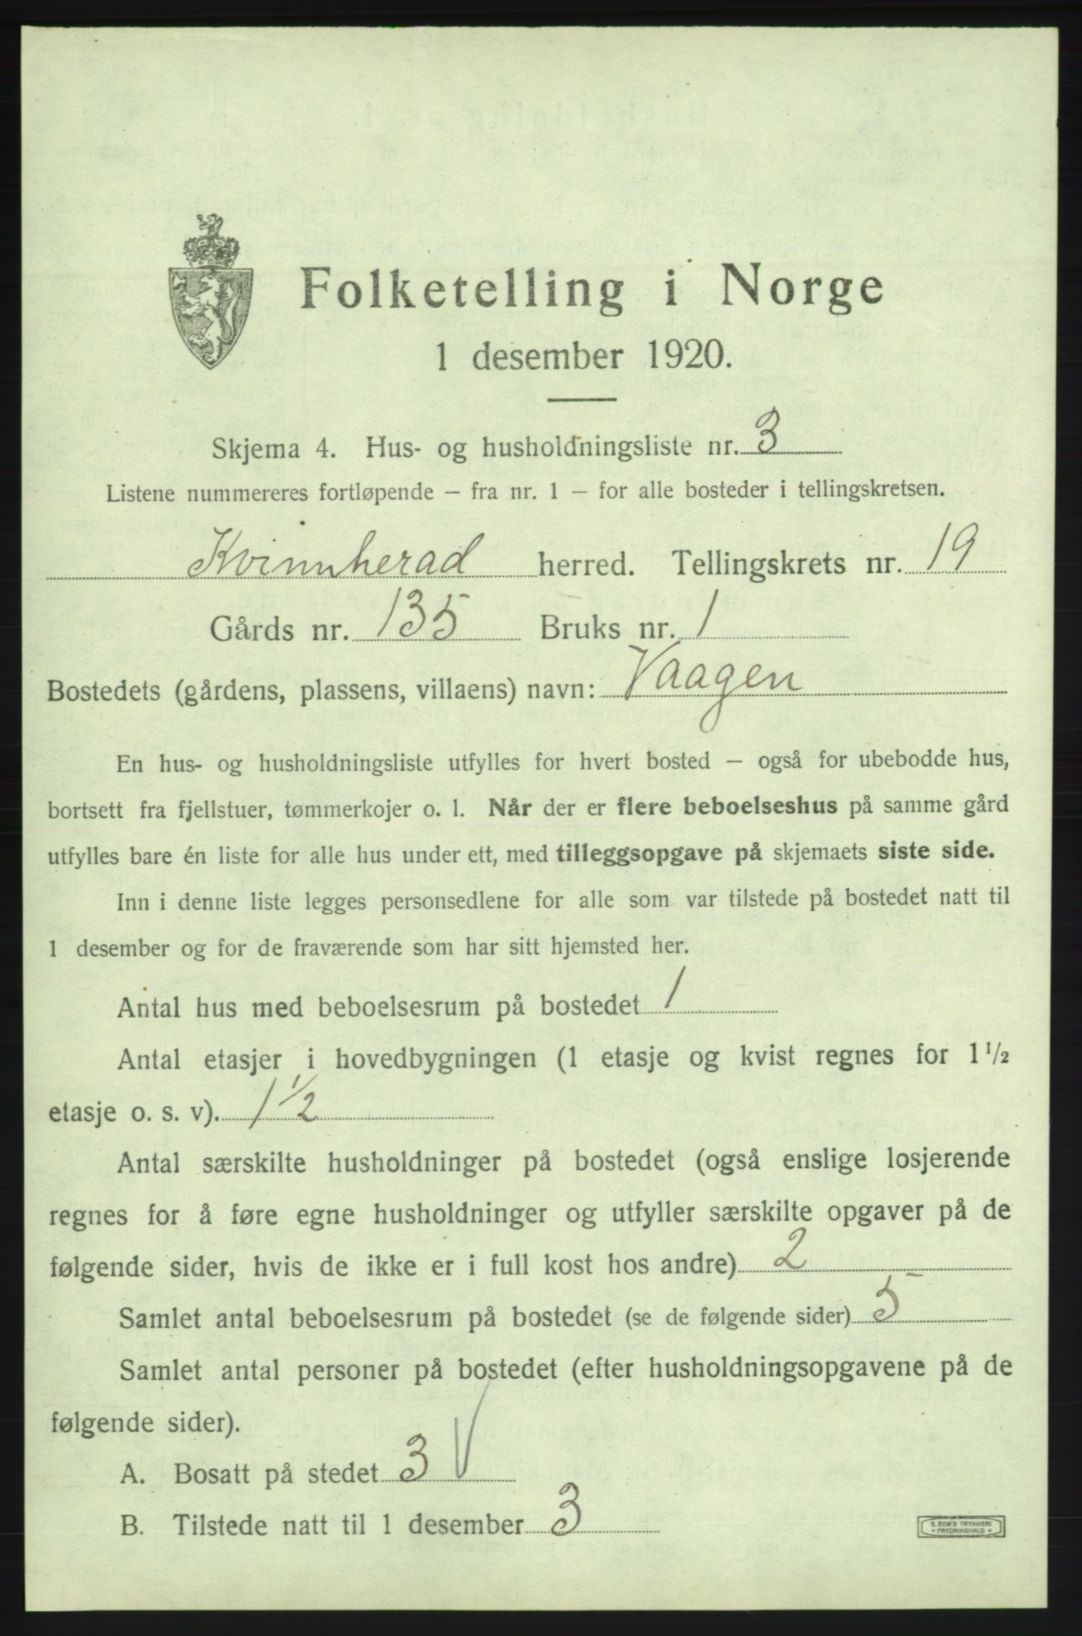 Folketelling i Norge
1 desember 1920.
Skjema 4. Hus- og husholdningsliste nr. 3
Listene nummereres fortløpende – fra nr. 1 – for alle bosteder i tellingskretsen.
Kvinnherad herred. Tellingskrets nr. 19
Gårds nr. 135 Bruks nr. 1
Bostedets (gårdens, plassens, villaens) navn: Vaagen
En hus- og husholdningsliste utfylles for hvert bosted – også for ubebodde hus,
bortsett fra fjellstuer, tømmerkojer o. l. Når der er flere beboelseshus på samme gård
utfylles bare én liste for alle hus under ett, med tilleggsopgave på skjemaets siste side.
Inn i denne liste legges personsedlene for alle som var tilstede på bostedet natt til
1 desember og for de fraværende som har sitt hjemsted her.
Antal hus med beboelsesrum på bostedet 1
Antal etasjer i hovedbygningen (1 etasje og kvist regnes for 1 1/2
etasje o. s. v). 1 1/2
Antal særskilte husholdninger på bostedet (også enslige losjerende
regnes for å føre egne husholdninger og utfyller særskilte opgaver på de
følgende sider, hvis de ikke er i full kost hos andre) 2
Samlet antal beboelsesrum på bostedet (se de følgende sider) 5
Samlet antal personer på bostedet (efter husholdningsopgavene på de
følgende sider).
A. Bosatt på stedet 3 V
B. Tilstede natt til 1 desember 3
E. SEM'S TRYKKERI
FREDRIKSHALD